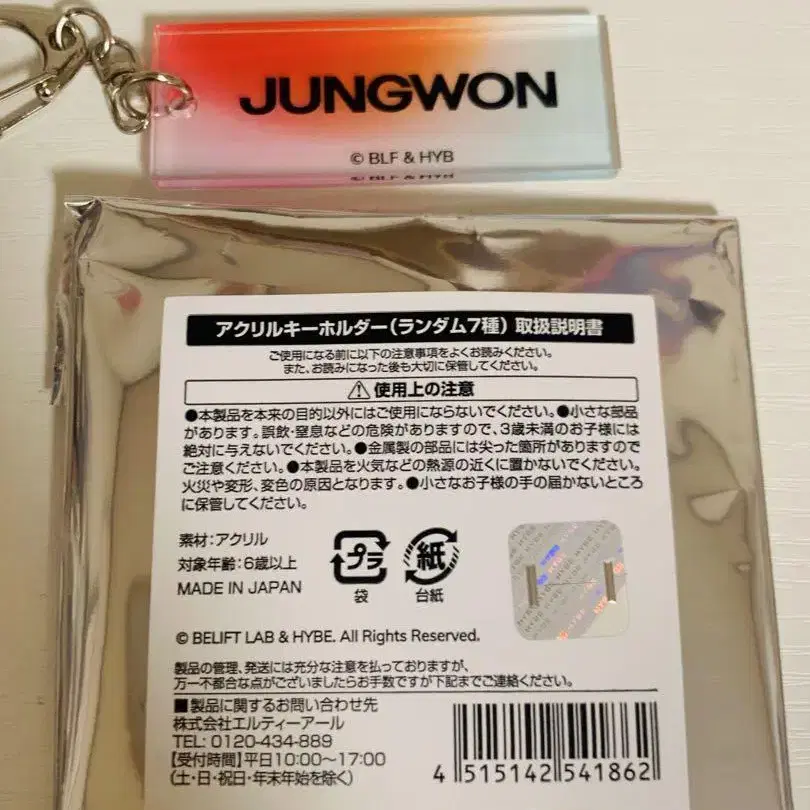 JUNGWON
© BLF & HYB
アクリルキーホルダー(ランダム7種) 取扱説明書
ご使用になる前に以下の注意事項をよくお読みください。
また、お読みになった後も大切に保管してください。
使用上の注意
●本製品を本来の目的以外にはご使用にならないでください。●小さな部品
があります。誤飲・窒息などの危険がありますので、3歳未満のお子様には
絶対に与えないでください。●金属製の部品には尖った箇所がありますので
ご注意ください。●本製品を火気などの熱源の近くに置かないでください。
火災や変形、変色の原因となります。●小さなお子様の手の届かないところ
に保管してください。
素材:アクリル
対象年齢:6歳以上
MADE IN JAPAN
プラ
袋
紙
台紙
HYBE
© BELIFT LAB & HYBE. All Rights Reserved.
製品の管理、発送には充分な注意を払っておりますが、
万一不都合な点がございましたらお手数ですが下記までご連絡ください。
■製品に関するお問い合わせ先
株式会社エルティーアール
TEL: 0120-434-889
【受付時間】平日10:00〜17:00
(土・日・祝日・年末年始を除く)
4 515142 541862